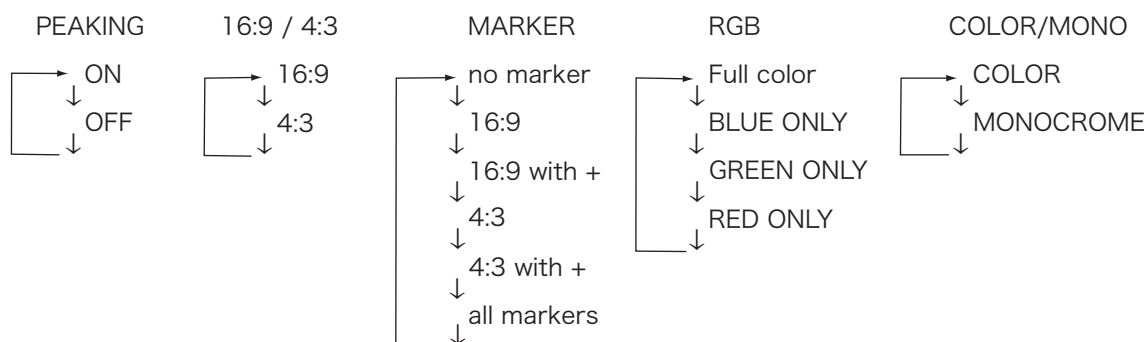 PEAKING 16:9 / 4:3 MARKER RGB COLOR/MONO
ON 16:9 no marker Full color COLOR
OFF 4:3 16:9 BLUE ONLY MONOCROME
16:9 with + GREEN ONLY
4:3 RED ONLY
4:3 with +
all markers